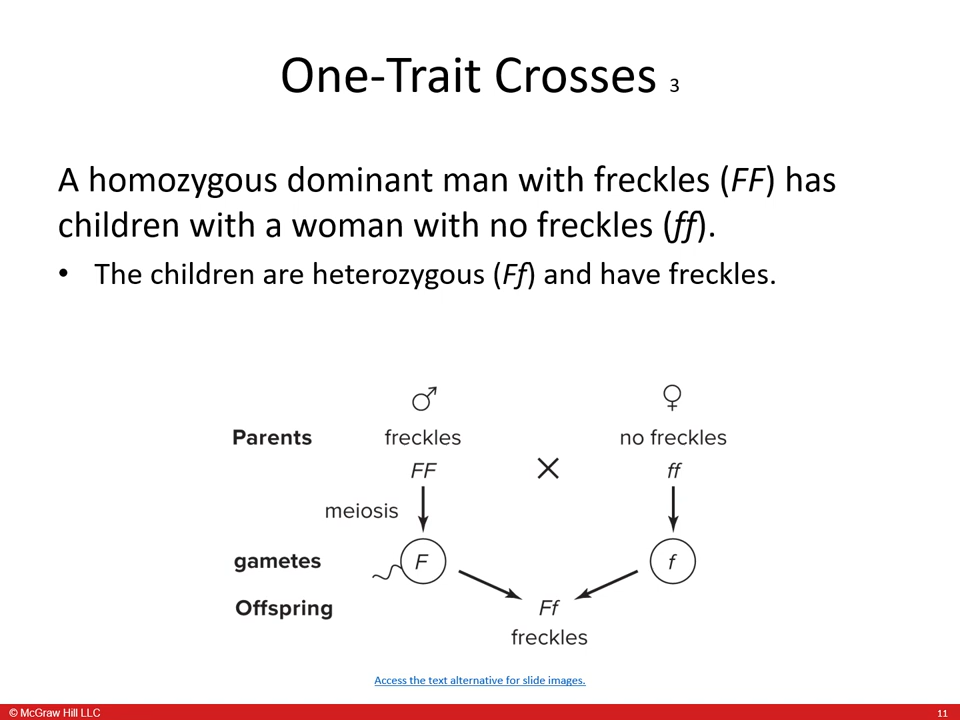 One-Trait Crosses 3
A homozygous dominant man with freckles (FF) has
children with a woman with no freckles (ff).
• The children are heterozygous (Ff) and have freckles.
♂ ♀
Parents freckles no freckles
FF × ff
meiosis
gametes F f
Offspring Ff
freckles
Access the text alternative for slide images.
© McGraw Hill LLC 11